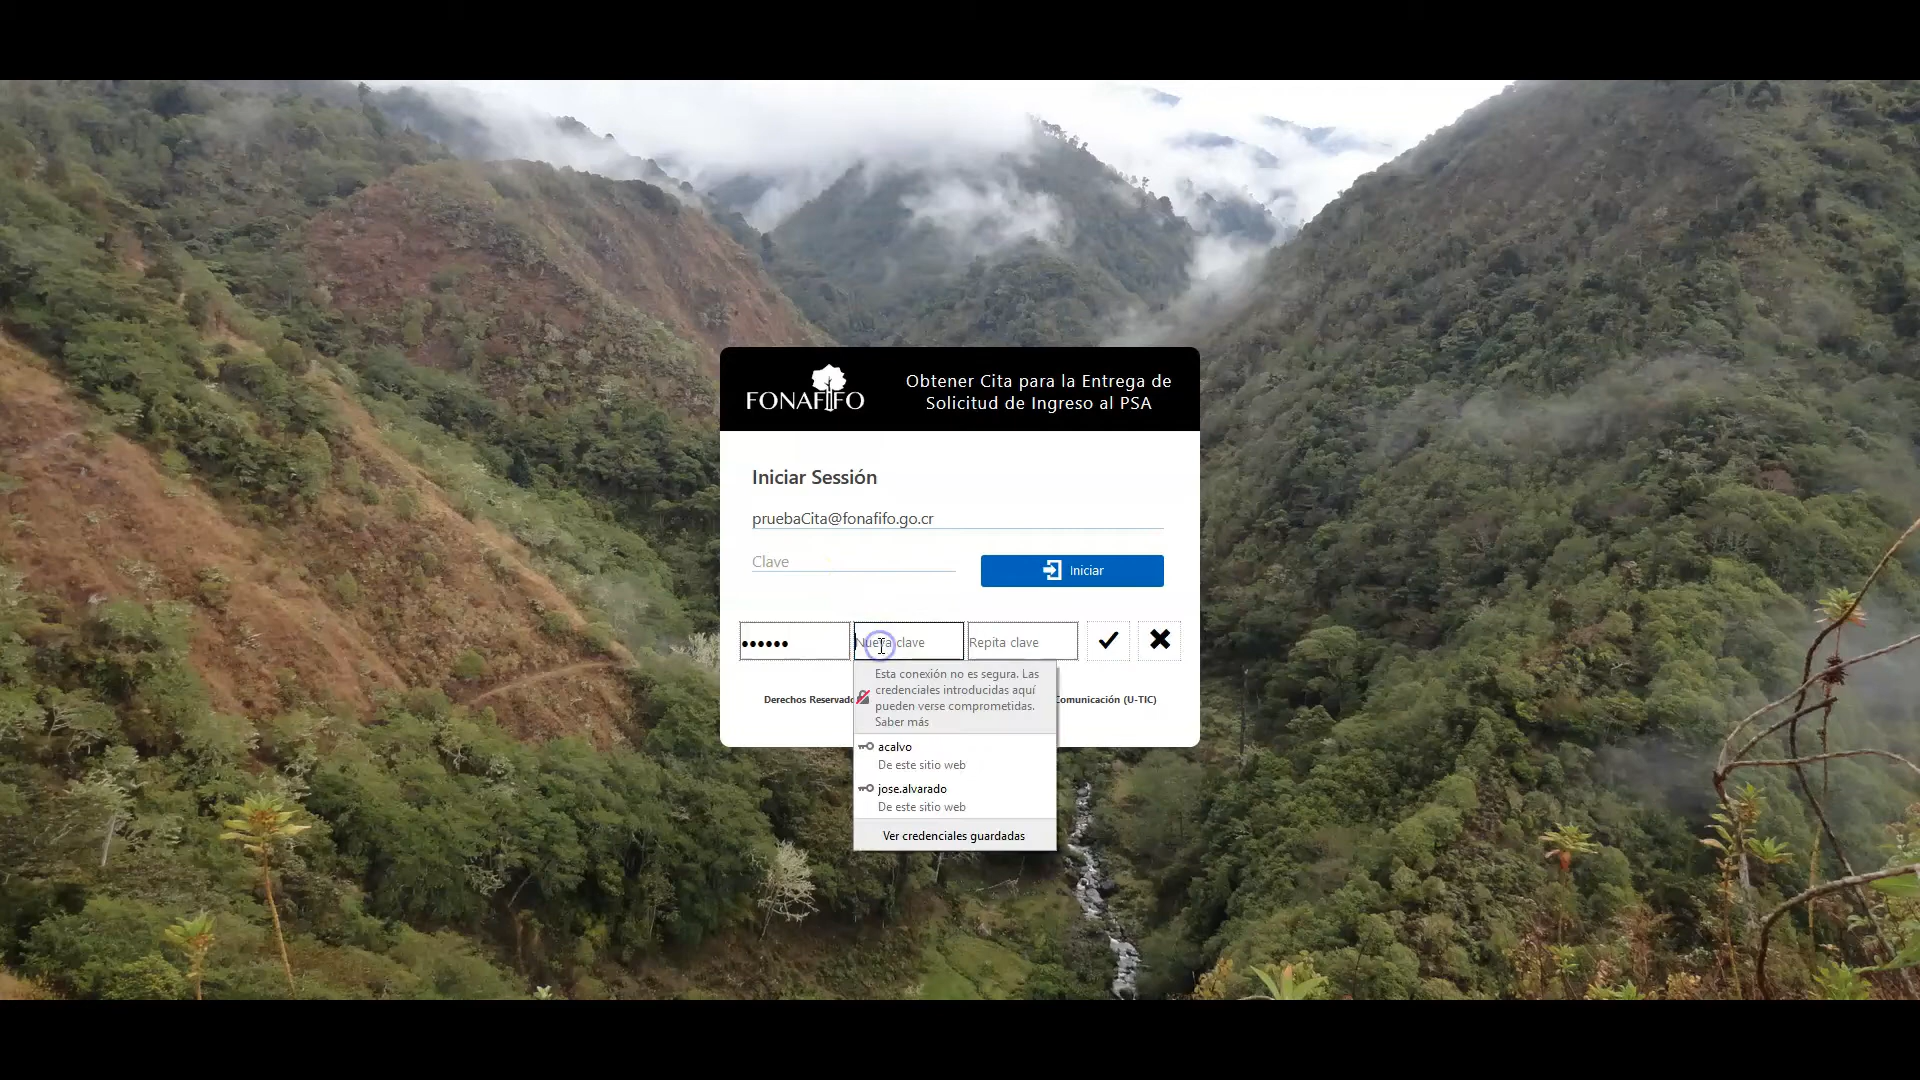 FONAFIFO
Obtener Cita para la Entrega de
Solicitud de Ingreso al PSA
Iniciar Sessión
pruebaCita@fonafifo.go.cr
Clave
Iniciar
Nueva clave
Repita clave
Esta conexión no es segura. Las
credenciales introducidas aquí
pueden verse comprometidas.
Saber más
Derechos Reservado
Comunicación (U-TIC)
acalvo
De este sitio web
jose.alvarado
De este sitio web
Ver credenciales guardadas